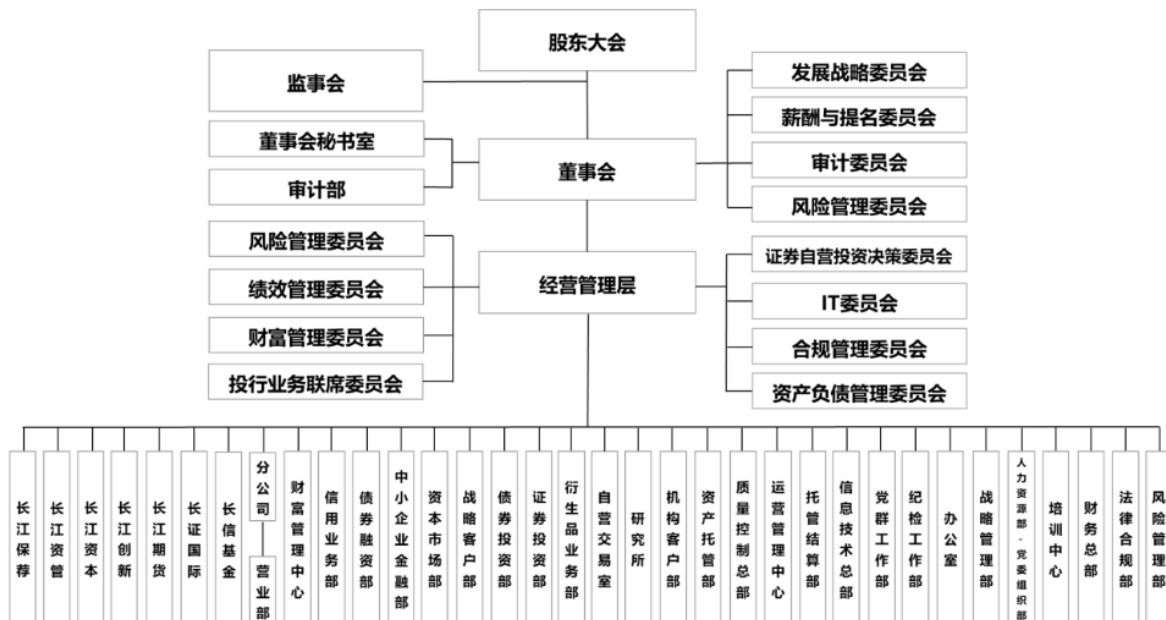 股东大会
监事会
发展战略委员会
薪酬与提名委员会
董事会秘书室
董事会
审计委员会
审计部
风险管理委员会
风险管理委员会
证券自营投资决策委员会
绩效管理委员会
经营管理层
IT委员会
财富管理委员会
合规管理委员会
投行业务联席委员会
资产负债管理委员会
长江保荐
长江资管
长江资本
长江创新
长江期货
长证国际
长信基金
分公司
营业部
财富管理中心
信用业务部
债券融资部
中小企业金融部
资本市场部
战略客户部
债券投资部
证券投资部
衍生品业务部
自营交易室
研究所
机构客户部
资产托管部
质量控制总部
运营管理中心
托管结算部
信息技术总部
党群工作部
纪检工作部
办公室
战略管理部
人力资源部-党委组织部
培训中心
财务总部
法律合规部
风险管理部